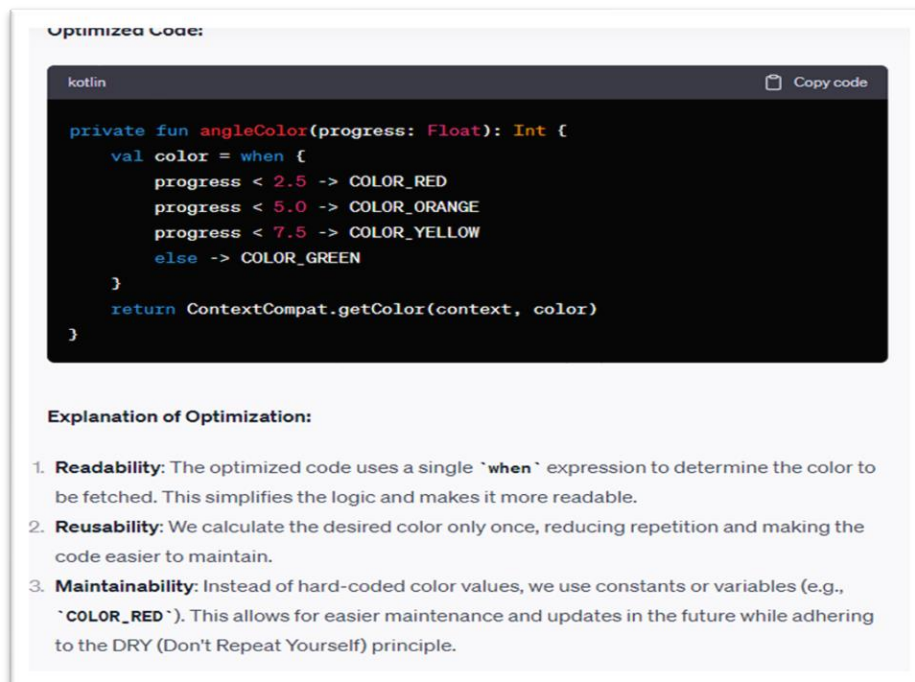 Optimized Code:
kotlin
Copy code
private fun angleColor(progress: Float): Int {
    val color = when {
        progress < 2.5 -> COLOR_RED
        progress < 5.0 -> COLOR_ORANGE
        progress < 7.5 -> COLOR_YELLOW
        else -> COLOR_GREEN
    }
    return ContextCompat.getColor(context, color)
}
Explanation of Optimization:
1. Readability: The optimized code uses a single `when` expression to determine the color to
be fetched. This simplifies the logic and makes it more readable.
2. Reusability: We calculate the desired color only once, reducing repetition and making the
code easier to maintain.
3. Maintainability: Instead of hard-coded color values, we use constants or variables (e.g.,
`COLOR_RED`). This allows for easier maintenance and updates in the future while adhering
to the DRY (Don't Repeat Yourself) principle.